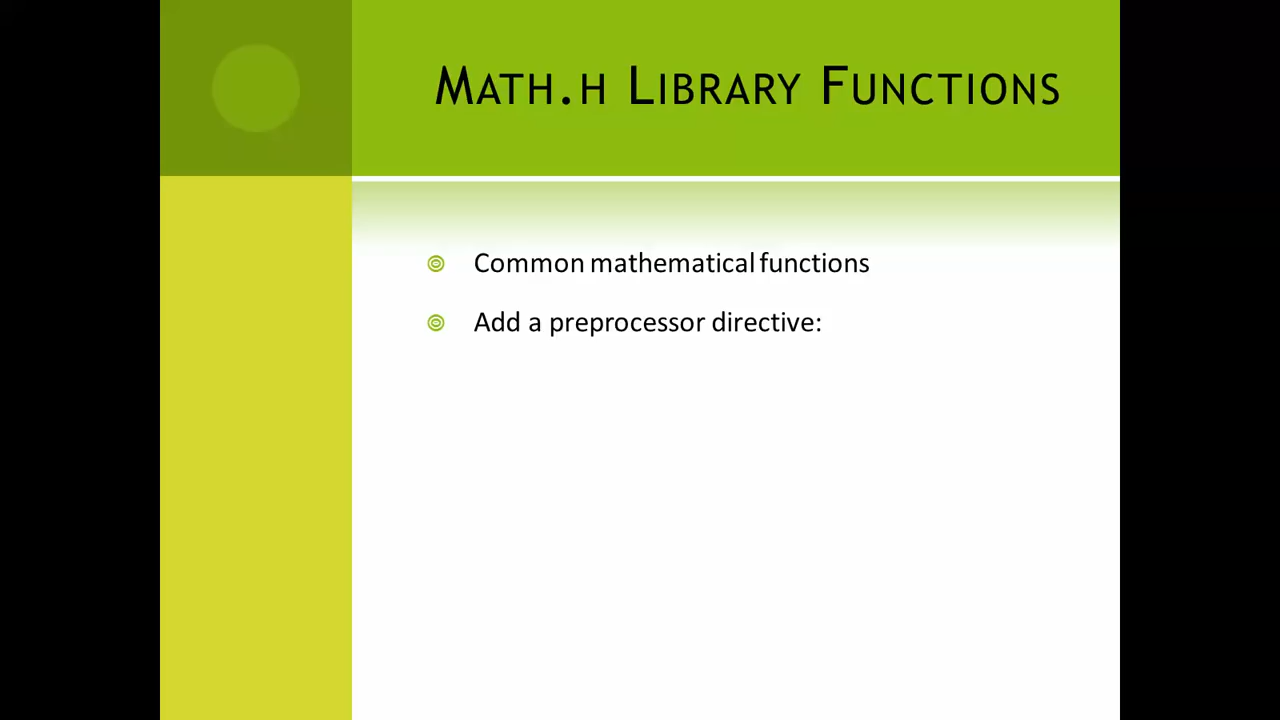 Math.h Library Functions
Common mathematical functions
Add a preprocessor directive: